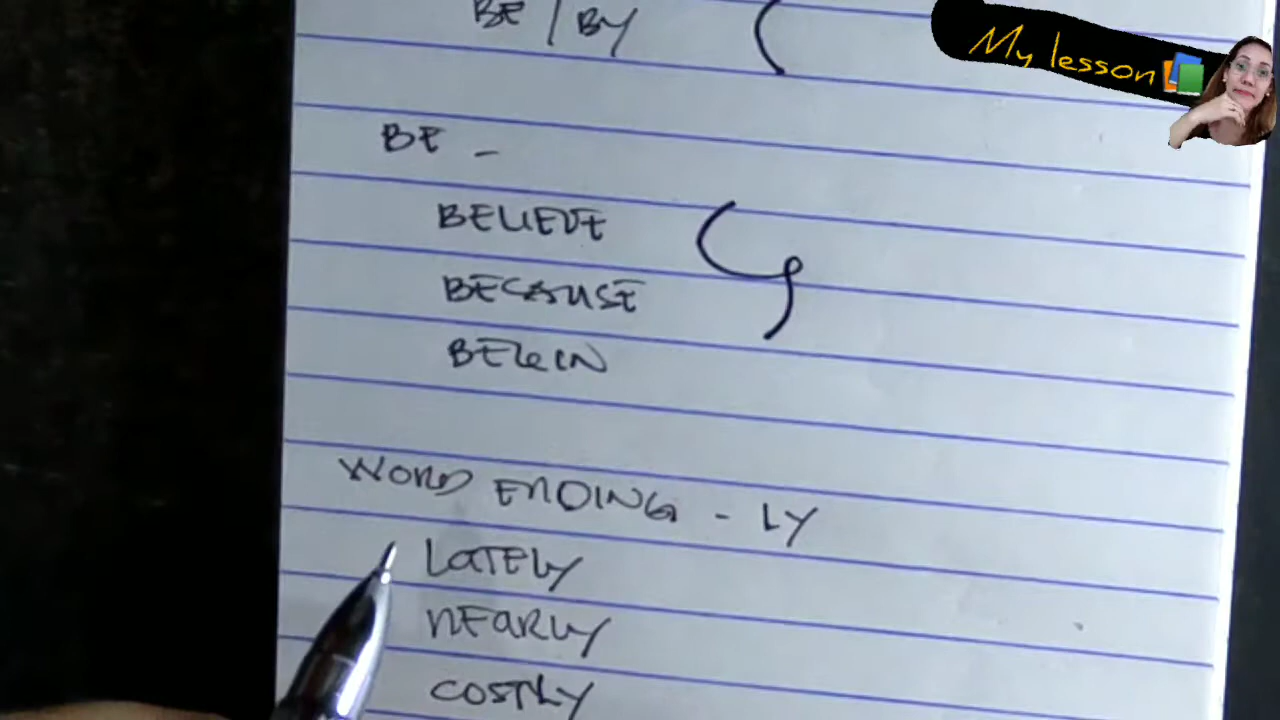 BE / BY
My lesson
BE -
BELIEVE
BECAUSE
BEGIN
WORD ENDING - LY
LATELY
NEARLY
COSTLY